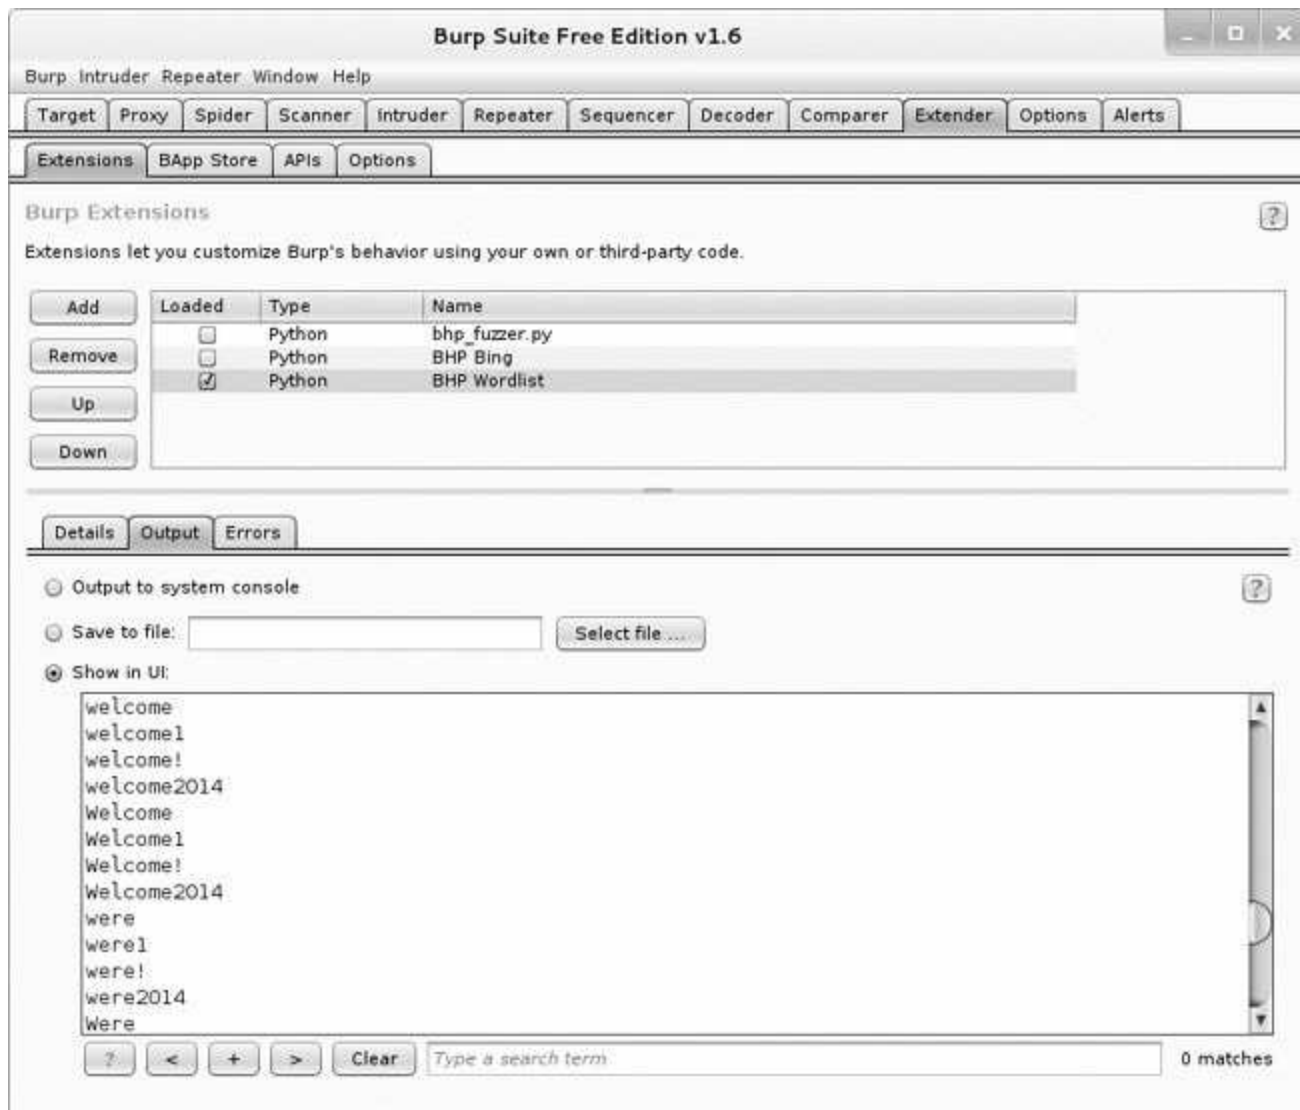 Burp Suite Free Edition v1.6
Burp Intruder Repeater Window Help
Target Proxy Spider Scanner Intruder Repeater Sequencer Decoder Comparer Extender Options Alerts
Extensions BApp Store APIs Options
Burp Extensions
?
Extensions let you customize Burp's behavior using your own or third-party code.
Add
Remove
Up
Down
Loaded Type Name
Python bhp_fuzzer.py
Python BHP Bing
Python BHP Wordlist
Details Output Errors
Output to system console
?
Save to file: Select file ...
Show in UI:
welcome
welcome1
welcome!
welcome2014
Welcome
Welcome1
Welcome!
Welcome2014
were
were1
were!
were2014
Were
? < + > Clear Type a search term 0 matches